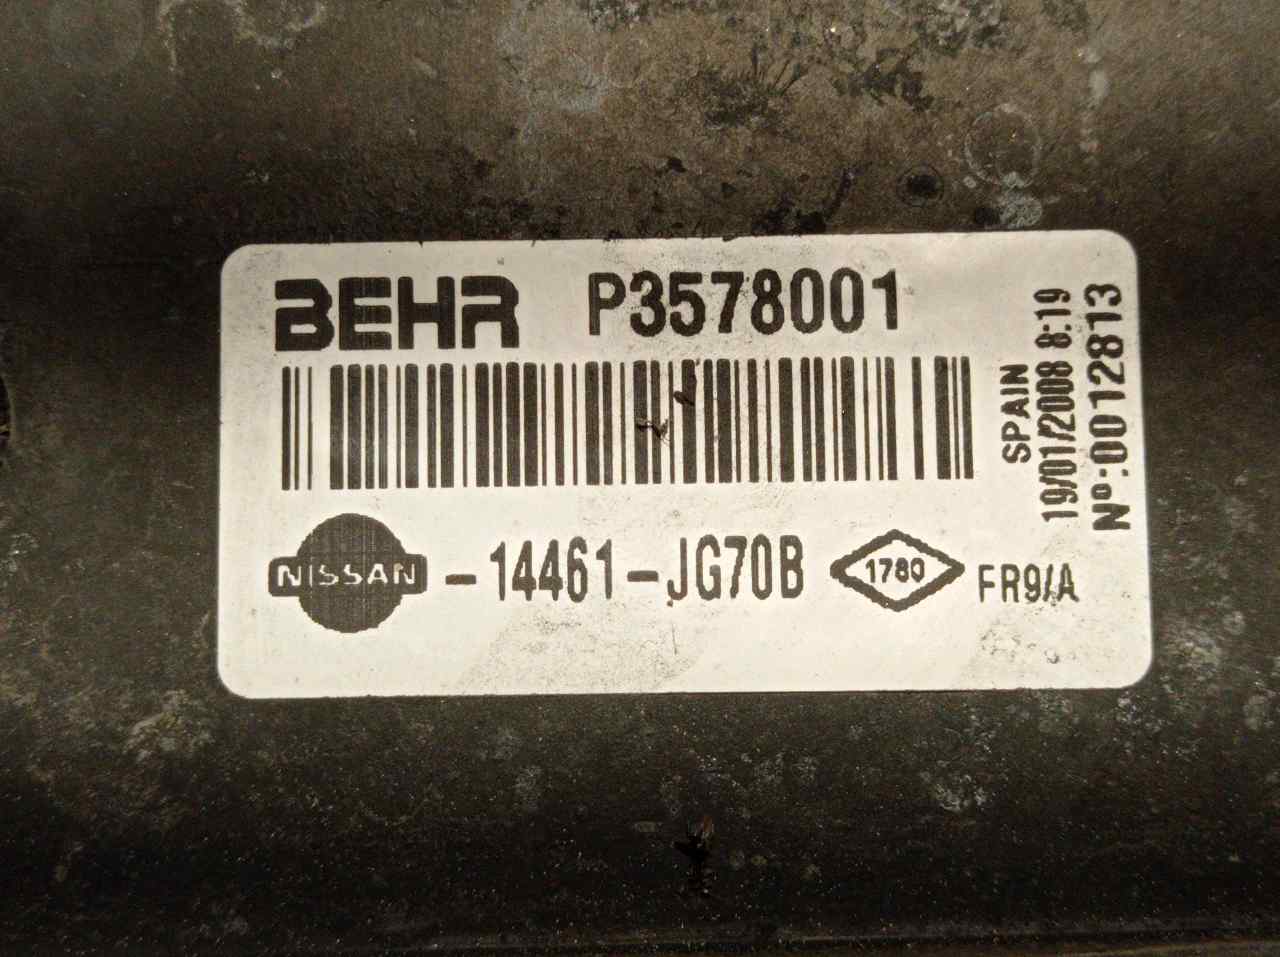 BEHR P3578001
NISSAN -14461-JG70B 1780 FR9/A
SPAIN
19/01/2008 8:19
Nº:0012813